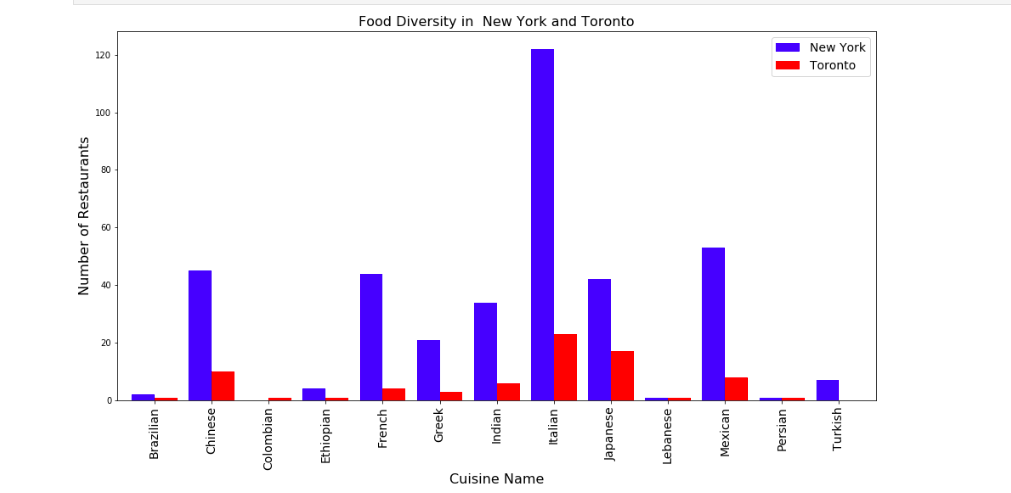 Food Diversity in  New York and Toronto
New York
Toronto
Number of Restaurants
120
100
80
60
40
20
0
Brazilian
Chinese
Colombian
Ethiopian
French
Greek
Indian
Italian
Japanese
Lebanese
Mexican
Persian
Turkish
Cuisine Name